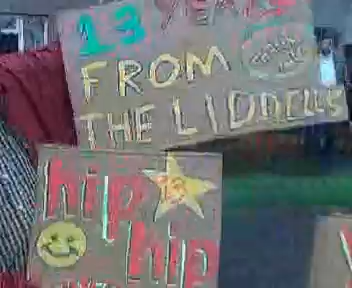 13 YEARS
FROM
THE LIDDELLS
hip
13
hip